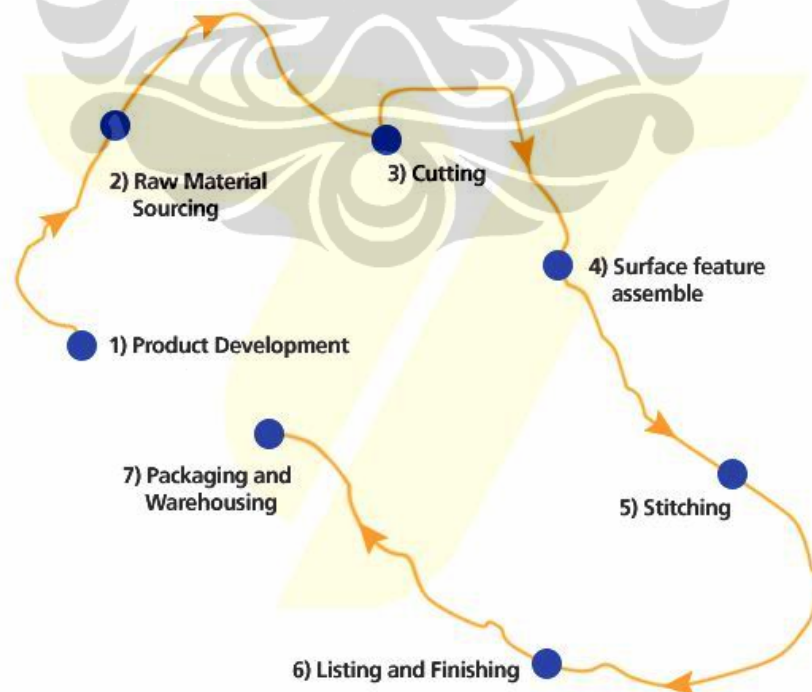 1) Product Development
2) Raw Material
Sourcing
3) Cutting
4) Surface feature
assemble
5) Stitching
6) Listing and Finishing
7) Packaging and
Warehousing